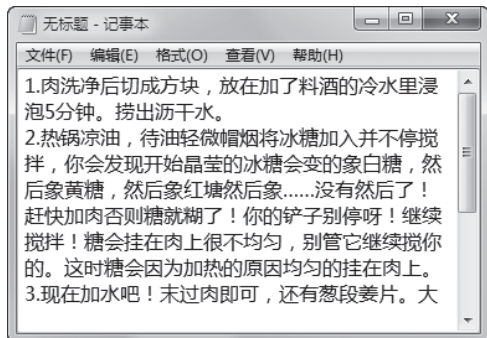 无标题 - 记事本
文件(F) 编辑(E) 格式(O) 查看(V) 帮助(H)
1.肉洗净后切成方块，放在加了料酒的冷水里浸
泡5分钟。捞出沥干水。
2.热锅凉油，待油轻微帽烟将冰糖加入并不停搅
拌，你会发现开始晶莹的冰糖会变的象白糖，然
后象黄糖，然后象红塘然后象……没有然后了！
赶快加肉否则糖就糊了！你的铲子别停呀！继续
搅拌！糖会挂在肉上很不均匀，别管它继续搅你
的。这时糖会因为加热的原因均匀的挂在肉上。
3.现在加水吧！末过肉即可，还有葱段姜片。大